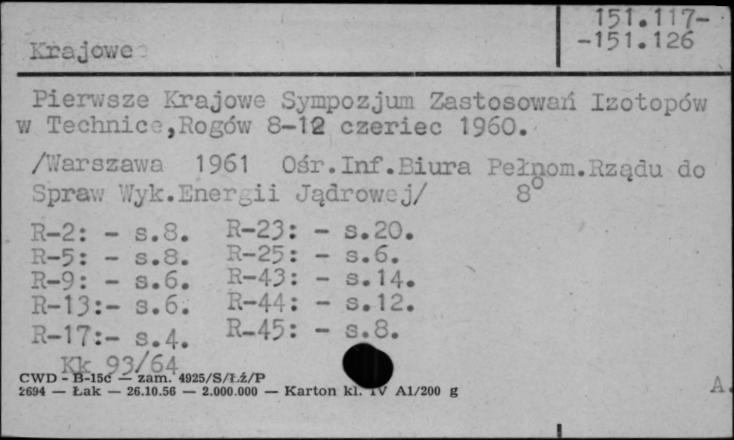 151.117-
-151.126
Krajowe
Pierwsze Krajowe Sympozjum Zastosowań Izotopów
w Technice,Rogów 8-12 czeriec 1960.
/Warszawa 1961 Ośr.Inf.Biura Pełnom.Rządu do
Spraw Wyk.Energii Jądrowej/ 8°
R-2: - s.8. R-23: - s.20.
R-5: - s.8. R-25: - s.6.
R-9: - s.6. R-43: - s.14.
R-13:- s.6. R-44: - s.12.
R-17:- s.4. R-45: - s.8.
Kk 93/64
CWD - B-15c — zam. 4925/S/Łź/P
2694 — Łak — 26.10.56 — 2.000.000 — Karton kl. IV A1/200 g
A.